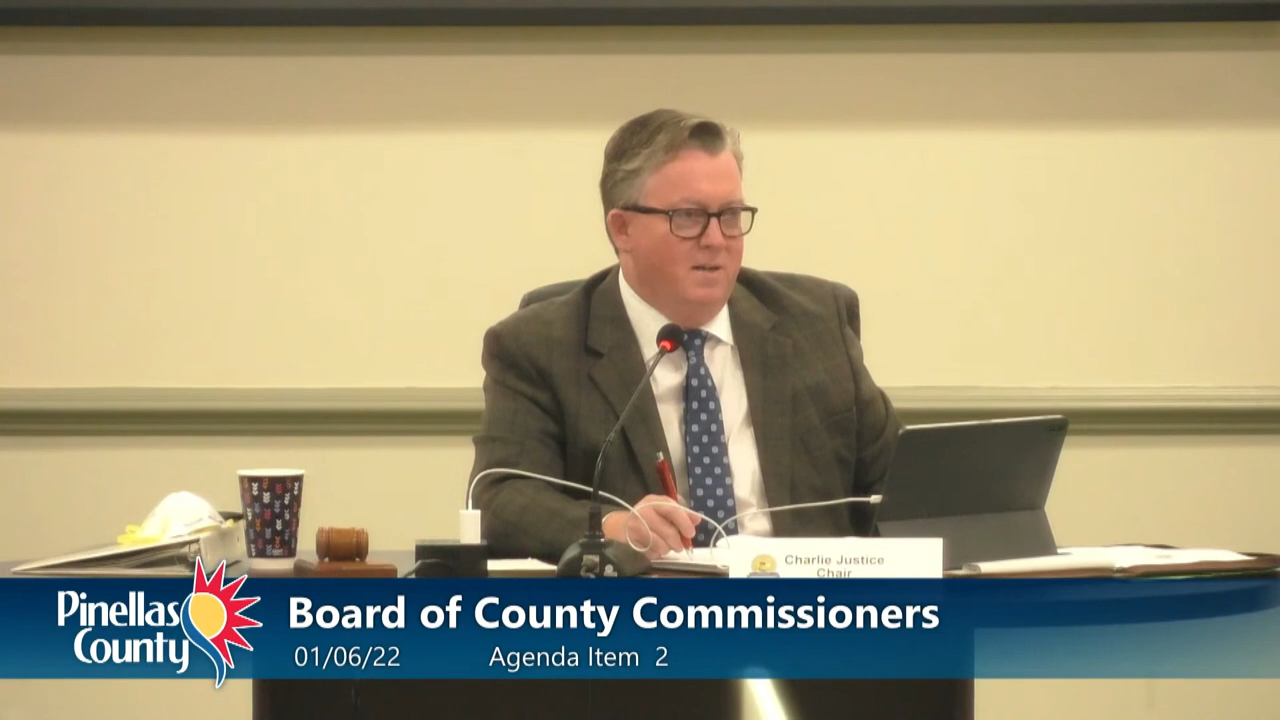 Charlie Justice
Chair
Pinellas
County
Board of County Commissioners
01/06/22 Agenda Item 2